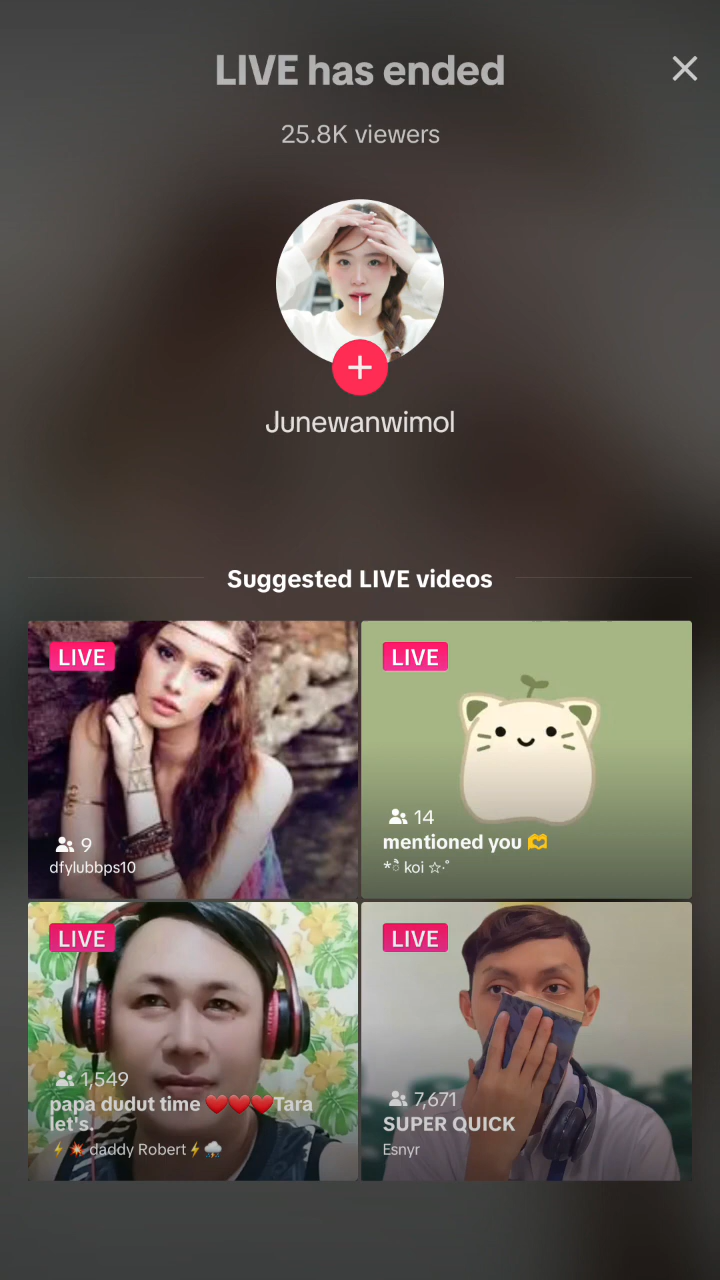 LIVE has ended
25.8K viewers
Junewanwimol
Suggested LIVE videos
LIVE
9
dfylubbps10
LIVE
14
mentioned you 🫶
*ੈ koi ☆·˚
LIVE
1,549
papa dudut time ❤️❤️❤️Tara
let's.
⚡💥 daddy Robert⚡⛈️
LIVE
7,671
SUPER QUICK
Esnyr